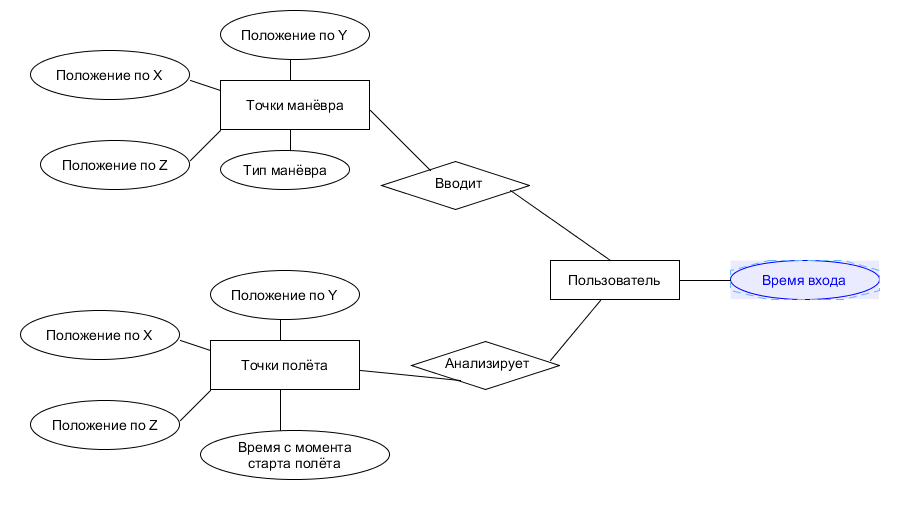 Положение по Y
Положение по X
Точки манёвра
Положение по Z
Тип манёвра
Вводит
Пользователь
Время входа
Положение по Y
Положение по X
Точки полёта
Анализирует
Положение по Z
Время с момента
старта полёта